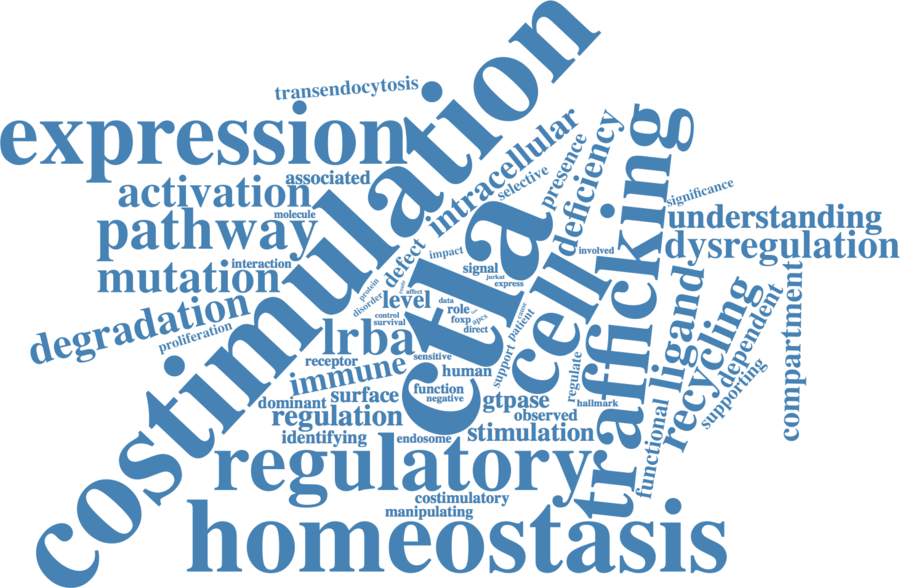 transendocytosis
costimulation
expression
associated
activation
molecule
pathway
interaction
mutation
degradation
proliferation
intracellular
selective
presence
deficiency
trafficking
significance
understanding
dysregulation
involved
defect
impact
signal
jurkat
express
ctla
cell
protein
disorder
route
affect
level
data
role
foxp
apcs
direct
control
survival
lrba
patient
support
ligand
recycling
dependent
supporting
compartment
receptor
immune
sensitive
human
function
negative
regulate
hallmark
dominant
surface
regulation
gtpase
observed
identifying
endosome
stimulation
functional
regulatory
costimulatory
manipulating
homeostasis